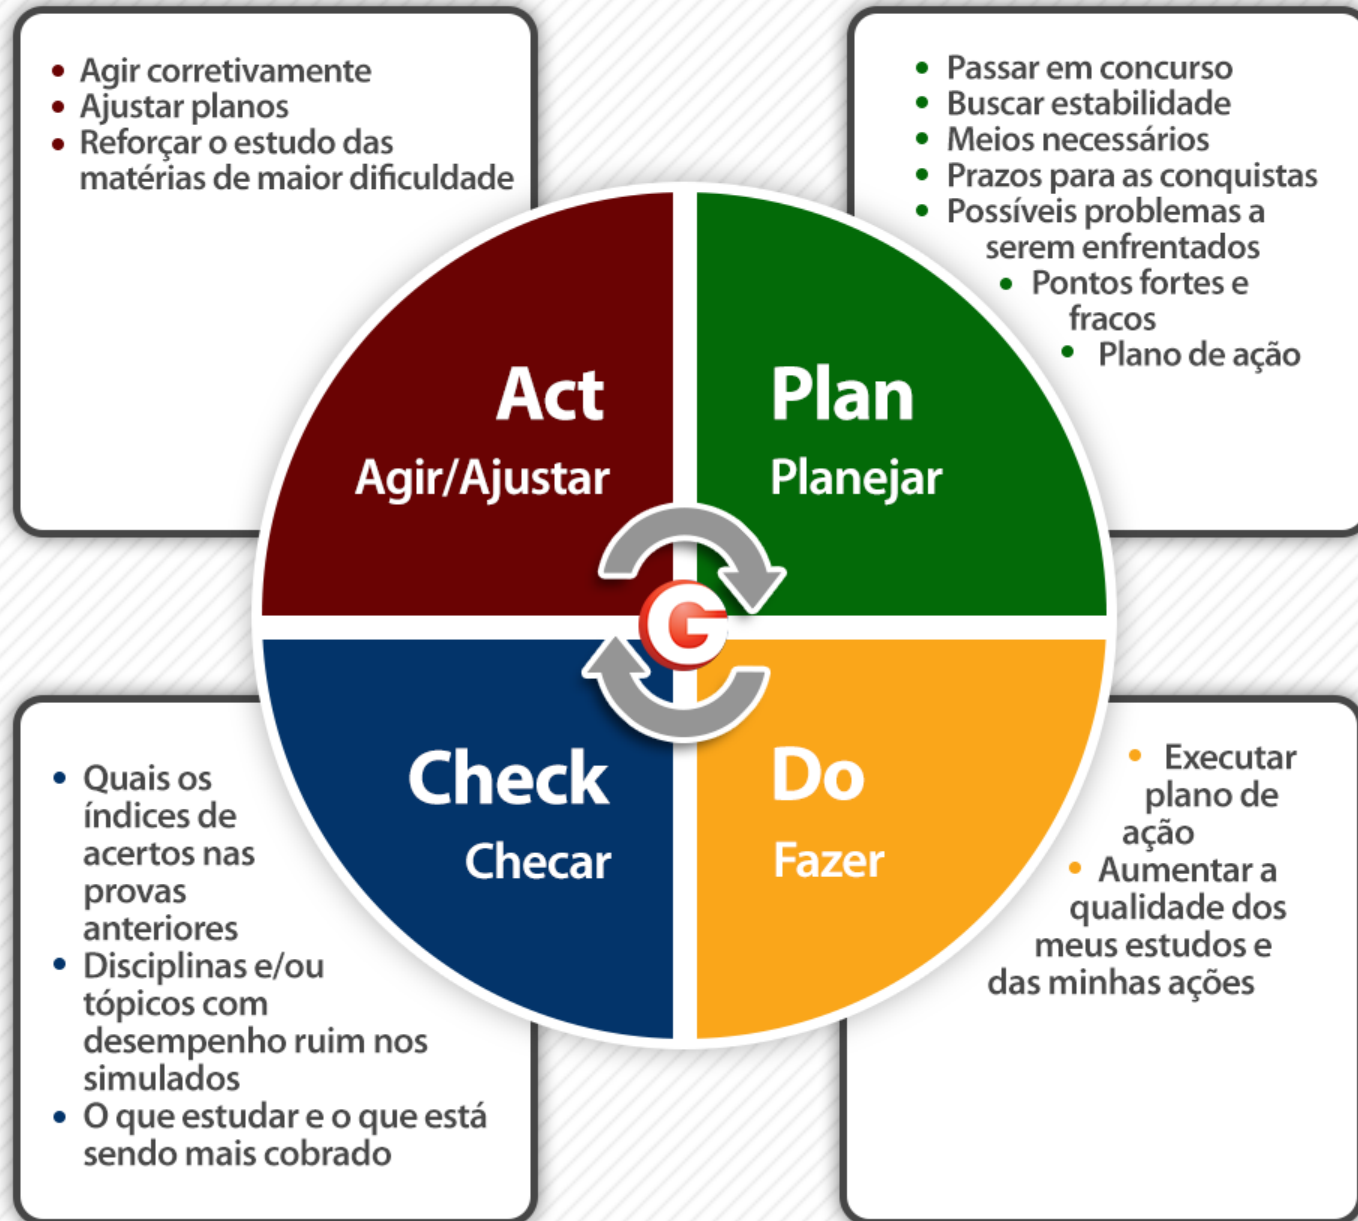 • Agir corretivamente
• Ajustar planos
• Reforçar o estudo das
matérias de maior dificuldade
• Passar em concurso
• Buscar estabilidade
• Meios necessários
• Prazos para as conquistas
• Possíveis problemas a
serem enfrentados
• Pontos fortes e
fracos
• Plano de ação
Act
Agir/Ajustar
Plan
Planejar
G
Check
Checar
Do
Fazer
• Quais os
índices de
acertos nas
provas
anteriores
• Disciplinas e/ou
tópicos com
desempenho ruim nos
simulados
• O que estudar e o que está
sendo mais cobrado
• Executar
plano de
ação
• Aumentar a
qualidade dos
meus estudos e
das minhas ações